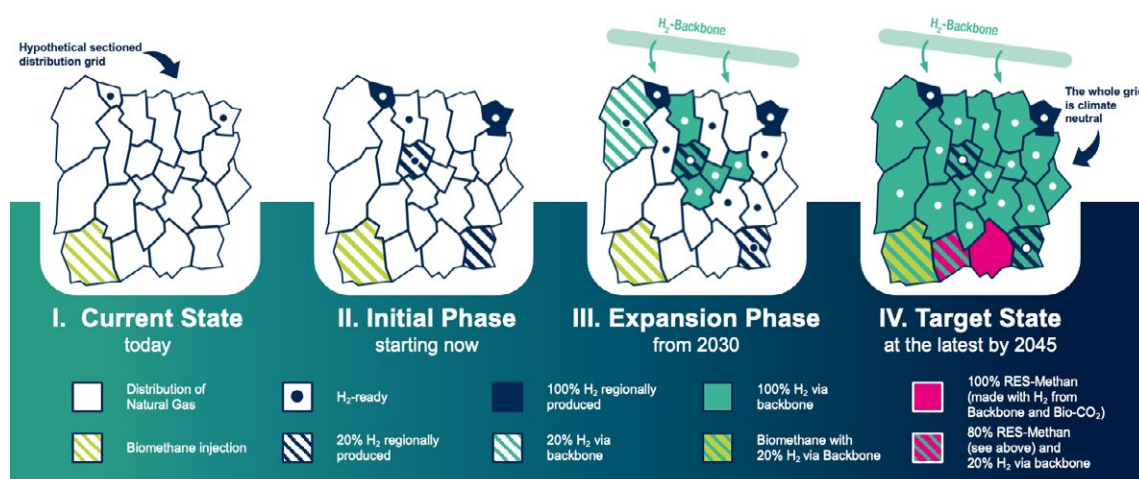 Hypothetical sectioned
distribution grid
H₂-Backbone
H₂-Backbone
The whole grid
is climate
neutral
I. Current State
today
II. Initial Phase
starting now
III. Expansion Phase
from 2030
IV. Target State
at the latest by 2045
Distribution of
Natural Gas
H₂-ready
100% H₂ regionally
produced
100% H₂ via
backbone
100% RES-Methan
(made with H₂ from
Backbone and Bio-CO₂)
Biomethane injection
20% H₂ regionally
produced
20% H₂ via
backbone
Biomethane with
20% H₂ via Backbone
80% RES-Methan
(see above) and
20% H₂ via backbone